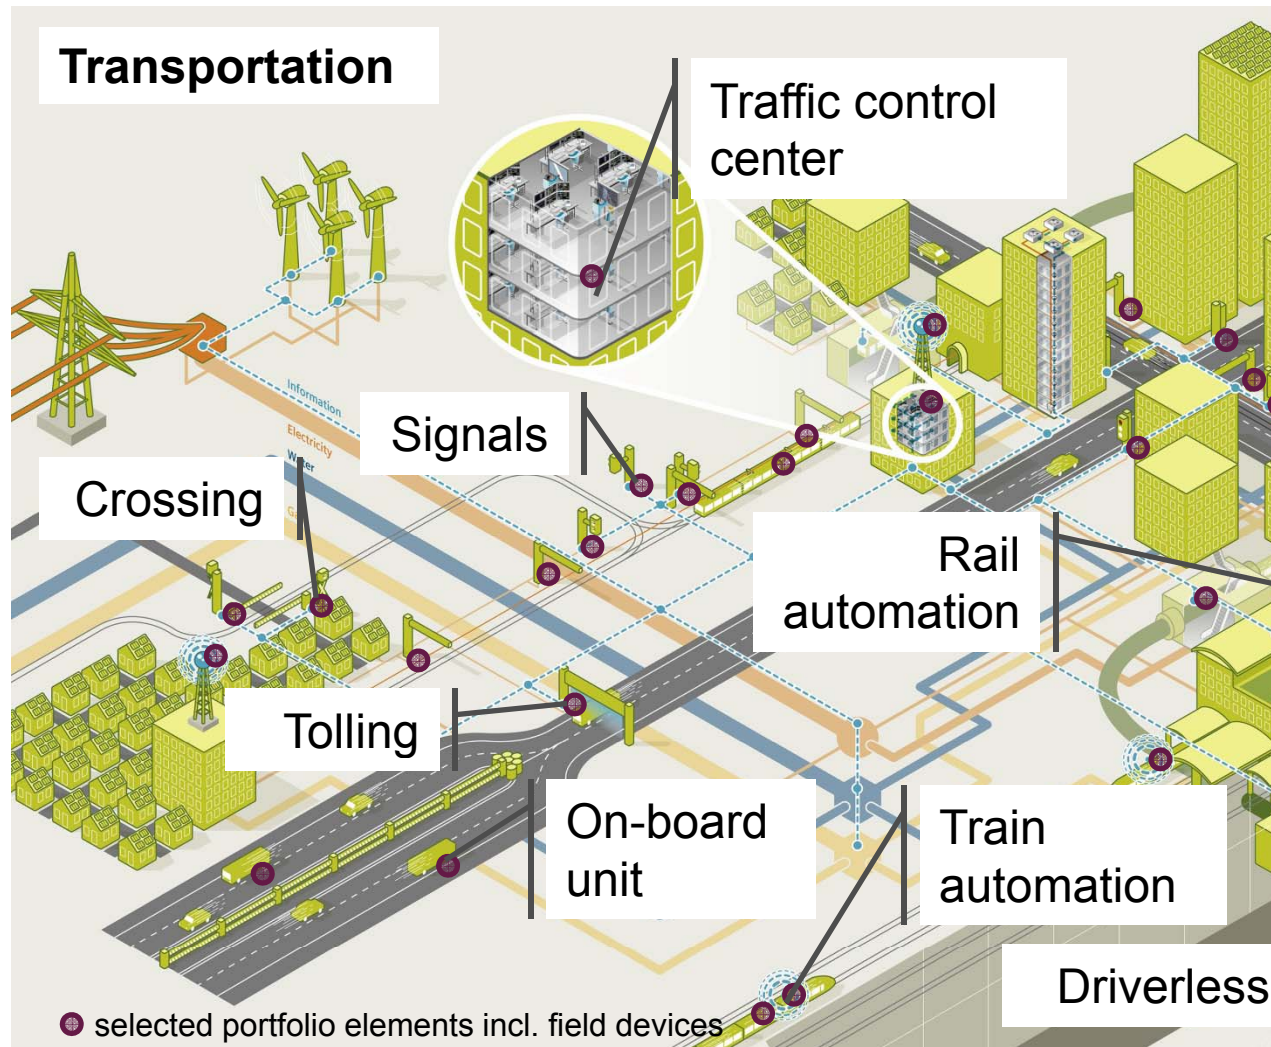 Transportation
Traffic control
center
Information
Electricity
Water
Signals
Crossing
Rail
automation
Tolling
On-board
unit
Train
automation
Driverless
selected portfolio elements incl. field devices